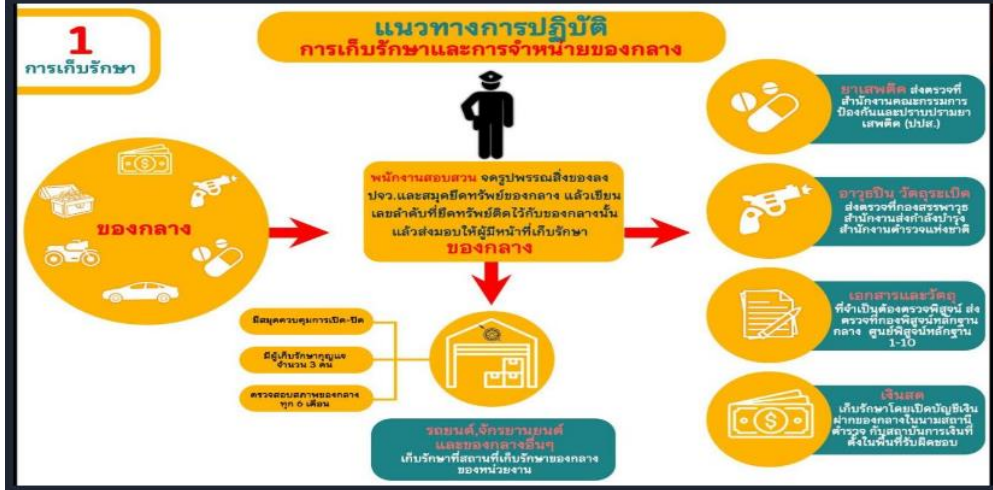 1
การเก็บรักษา
แนวทางการปฏิบัติ
การเก็บรักษาและการจำหน่ายของกลาง
ของกลาง
พนักงานสอบสวน จดรูปพรรณสิ่งของลง
ปจว.และสมุดยึดทรัพย์ของกลาง แล้วเขียน
เลขลำดับที่ยึดทรัพย์ติดไว้กับของกลางนั้น
แล้วส่งมอบให้ผู้มีหน้าที่เก็บรักษา
ของกลาง
มีสมุดควบคุมการเปิด-ปิด
มีผู้เก็บรักษากุญแจ
จำนวน 3 คน
ตรวจสอบสภาพของกลาง
ทุก 6 เดือน
รถยนต์,จักรยานยนต์
และของกลางอื่นๆ
เก็บรักษาที่สถานที่เก็บรักษาของกลาง
ของหน่วยงาน
ยาเสพติด ส่งตรวจที่
สำนักงานคณะกรรมการ
ป้องกันและปราบปรามยา
เสพติด (ปปส.)
อาวุธปืน วัตถุระเบิด
ส่งตรวจที่กองสรรพาวุธ
สำนักงานส่งกำลังบำรุง
สำนักงานตำรวจแห่งชาติ
เอกสารและวัตถุ
ที่จำเป็นต้องตรวจพิสูจน์ ส่ง
ตรวจที่กองพิสูจน์หลักฐาน
กลาง ศูนย์พิสูจน์หลักฐาน
1-10
เงินสด
เก็บรักษาโดยเปิดบัญชีเงิน
ฝากของกลางในนามสถานี
ตำรวจ กับสถาบันการเงินที่
ตั้งในพื้นที่รับผิดชอบ